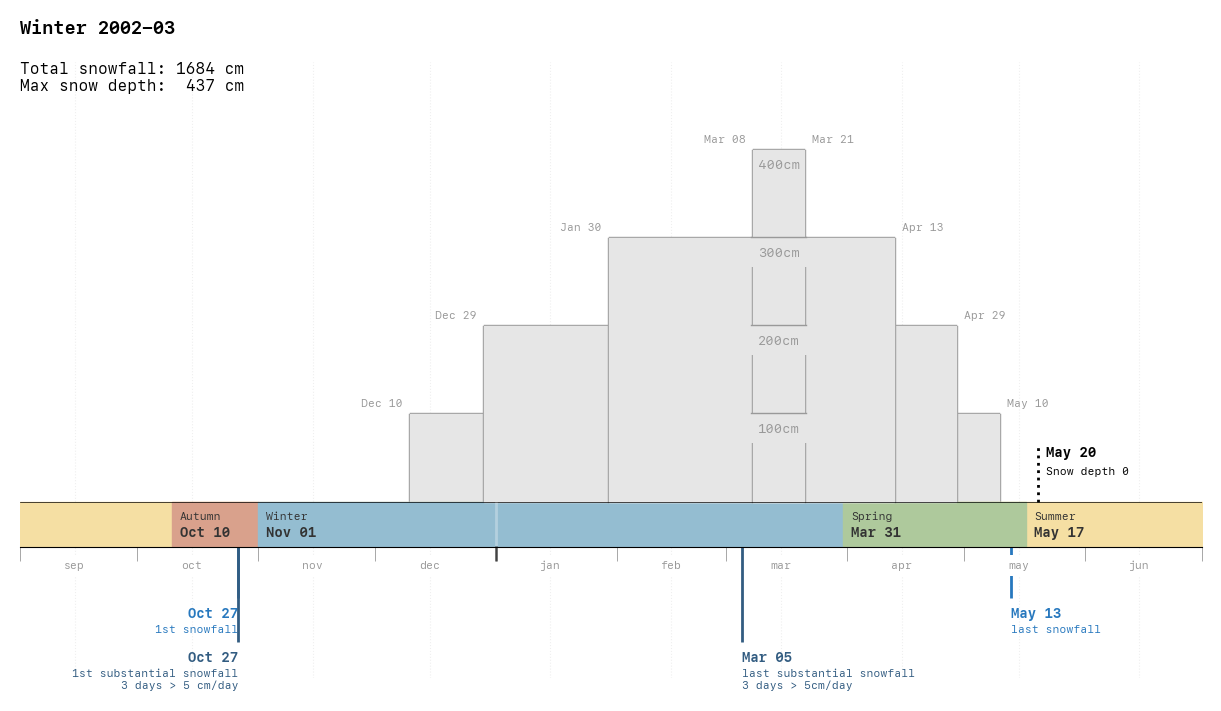 Winter 2002–03
Total snowfall: 1684 cm
Max snow depth: 437 cm
Mar 08
Mar 21
400cm
Jan 30
Apr 13
300cm
Dec 29
Apr 29
200cm
Dec 10
May 10
100cm
May 20
Snow depth 0
Autumn
Oct 10
Winter
Nov 01
Spring
Mar 31
Summer
May 17
sep
oct
nov
dec
jan
feb
mar
apr
may
jun
Oct 27
1st snowfall
May 13
last snowfall
Oct 27
1st substantial snowfall
3 days > 5 cm/day
Mar 05
last substantial snowfall
3 days > 5cm/day